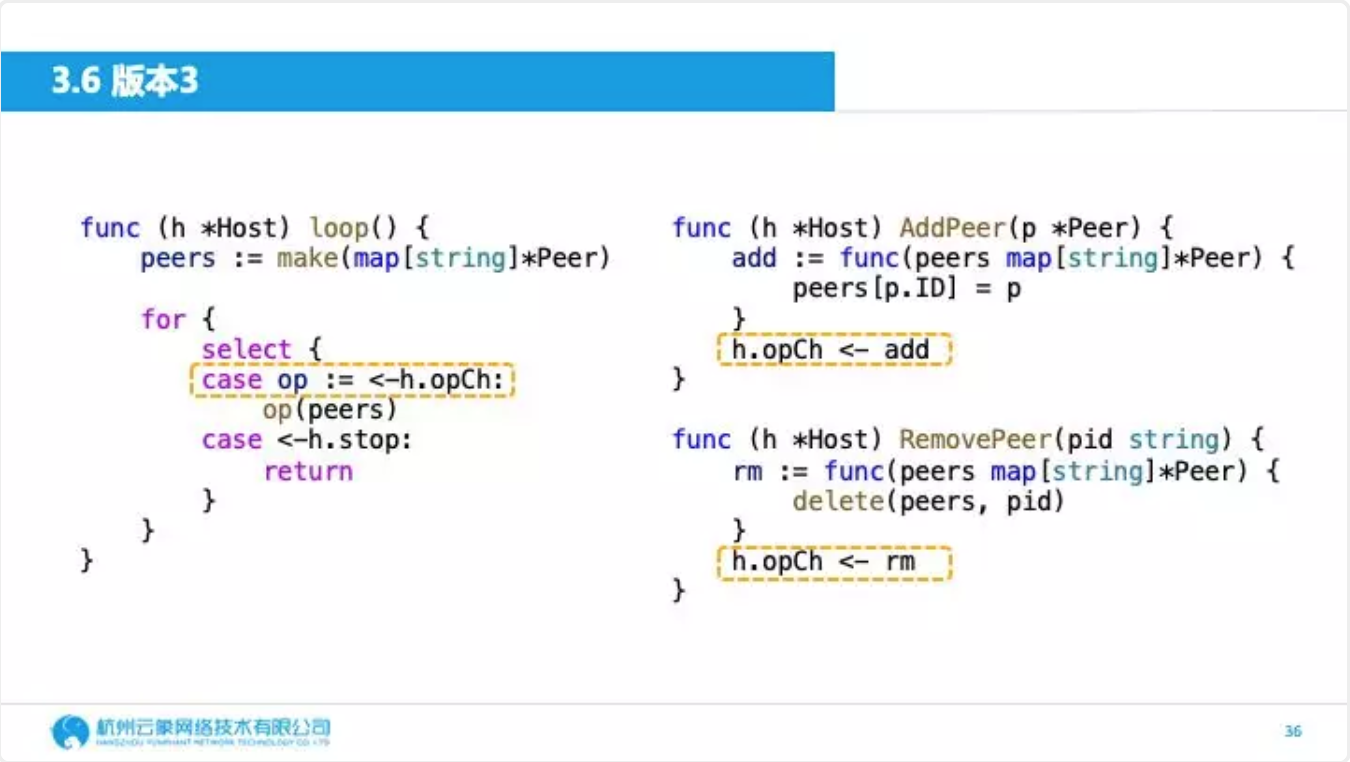 3.6 版本3
func (h *Host) loop() {
    peers := make(map[string]*Peer)
    for {
        select {
        case op := <-h.opCh:
            op(peers)
        case <-h.stop:
            return
        }
    }
}
func (h *Host) AddPeer(p *Peer) {
    add := func(peers map[string]*Peer) {
        peers[p.ID] = p
    }
    h.opCh <- add
}
func (h *Host) RemovePeer(pid string) {
    rm := func(peers map[string]*Peer) {
        delete(peers, pid)
    }
    h.opCh <- rm
}
杭州云象网络技术有限公司
HANGZHOU YUNPHANT NETWORK TECHNOLOGY CO. LTD
36